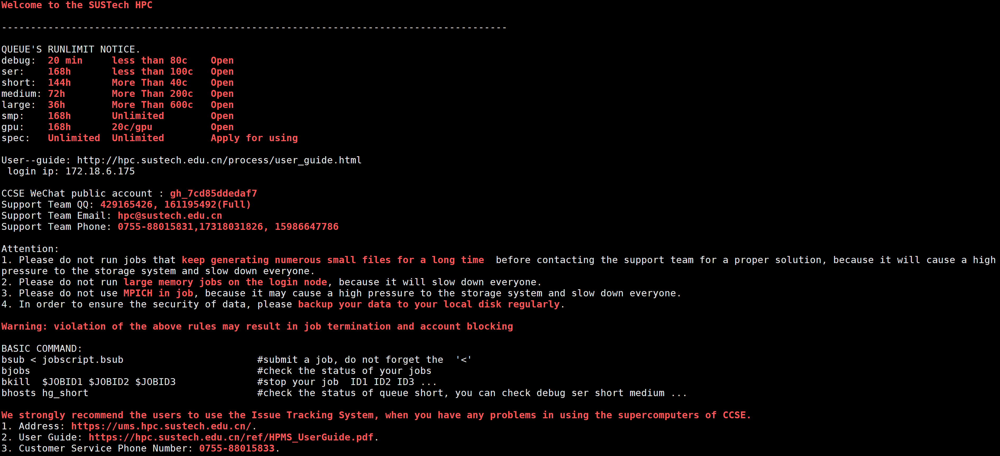 Welcome to the SUSTech HPC
---------------------------------------------------------------------------------------
QUEUE'S RUNLIMIT NOTICE.
debug:  20 min     less than 80c    Open
ser:    168h       less than 100c   Open
short:  144h       More Than 40c    Open
medium: 72h        More Than 200c   Open
large:  36h        More Than 600c   Open
smp:    168h       Unlimited        Open
gpu:    168h       20c/gpu          Open
spec:   Unlimited  Unlimited        Apply for using
User--guide: http://hpc.sustech.edu.cn/process/user_guide.html
 login ip: 172.18.6.175
CCSE WeChat public account : gh_7cd85ddedaf7
Support Team QQ: 429165426, 161195492(Full)
Support Team Email: hpc@sustech.edu.cn
Support Team Phone: 0755-88015831,17318031826, 15986647786
Attention:
1. Please do not run jobs that keep generating numerous small files for a long time  before contacting the support team for a proper solution, because it will cause a high
pressure to the storage system and slow down everyone.
2. Please do not run large memory jobs on the login node, because it will slow down everyone.
3. Please do not use MPICH in job, because it may cause a high pressure to the storage system and slow down everyone.
4. In order to ensure the security of data, please backup your data to your local disk regularly.
Warning: violation of the above rules may result in job termination and account blocking
BASIC COMMAND:
bsub < jobscript.bsub                       #submit a job, do not forget the  '<'
bjobs                                       #check the status of your jobs
bkill  $JOBID1 $JOBID2 $JOBID3              #stop your job  ID1 ID2 ID3 ...
bhosts hg_short                             #check the status of queue short, you can check debug ser short medium ...
We strongly recommend the users to use the Issue Tracking System, when you have any problems in using the supercomputers of CCSE.
1. Address: https://ums.hpc.sustech.edu.cn/.
2. User Guide: https://hpc.sustech.edu.cn/ref/HPMS_UserGuide.pdf.
3. Customer Service Phone Number: 0755-88015833.